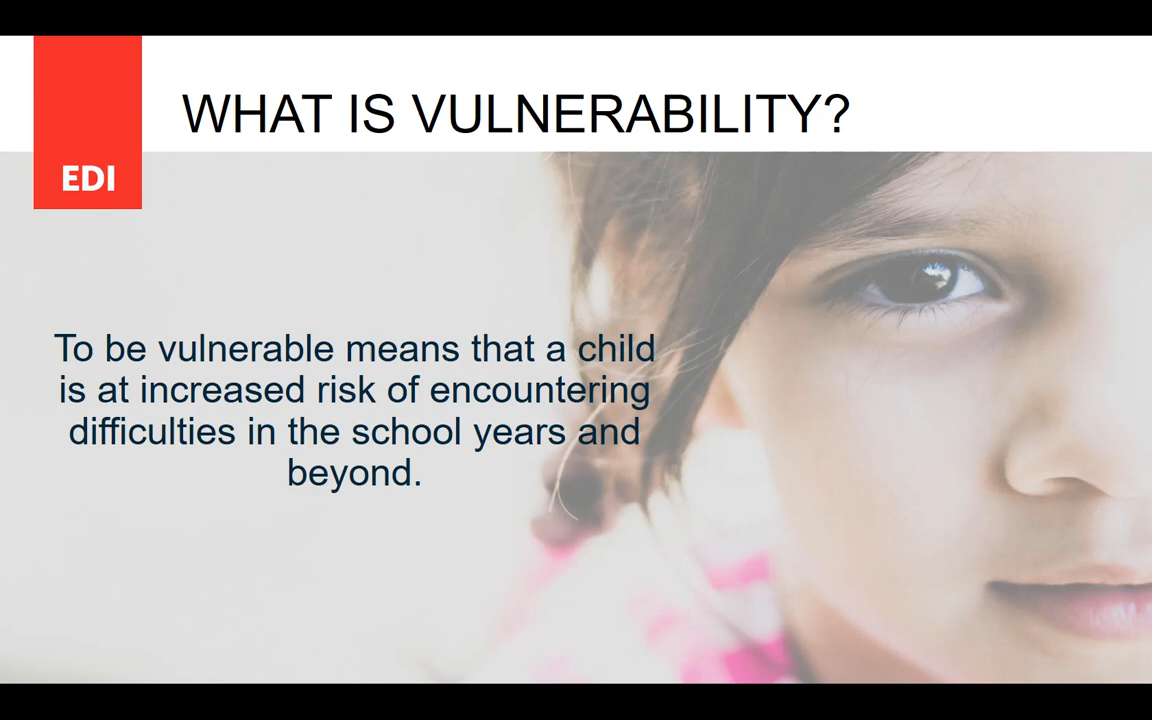 WHAT IS VULNERABILITY?
EDI
To be vulnerable means that a child
is at increased risk of encountering
difficulties in the school years and
beyond.